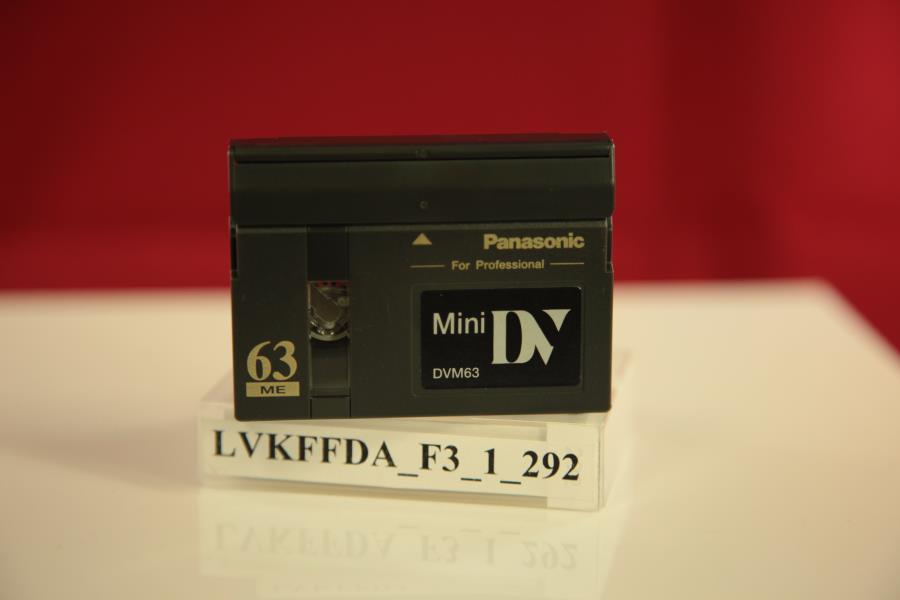 Panasonic
For Professional
Mini DV
DVM63
63
ME
LVKFFDA_F3_1_292